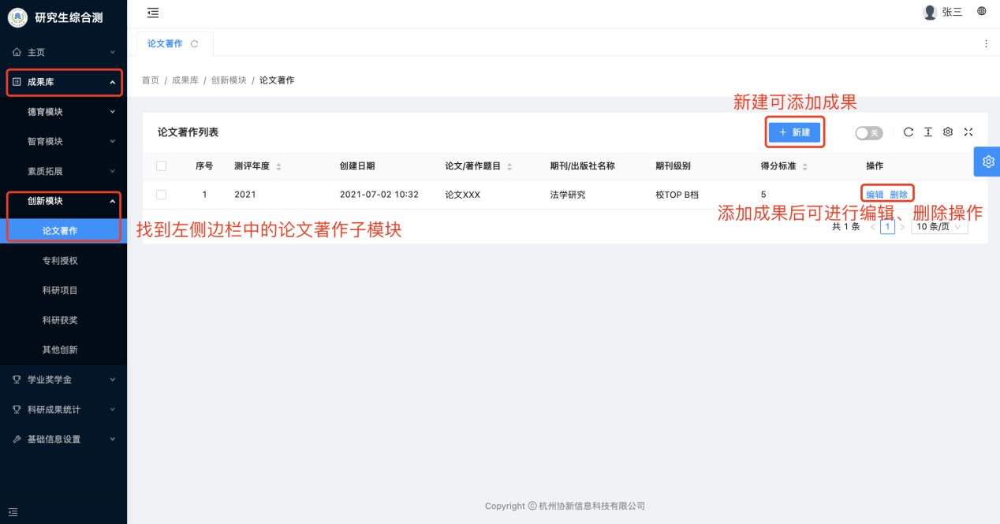 研究生综合测
张三
主页
论文著作
成果库
首页 / 成果库 / 创新模块 / 论文著作
新建可添加成果
德育模块
论文著作列表
+ 新建
关
智育模块
序号 测评年度 创建日期 论文/著作题目 期刊/出版社名称 期刊级别 得分标准 操作
素质拓展
1 2021 2021-07-02 10:32 论文XXX 法学研究 校TOP B档 5 编辑 删除
创新模块
添加成果后可进行编辑、删除操作
论文著作
找到左侧边栏中的论文著作子模块
共 1 条 < 1 > 10 条/页
专利授权
科研项目
科研获奖
其他创新
学业奖学金
科研成果统计
基础信息设置
Copyright © 杭州协新信息科技有限公司